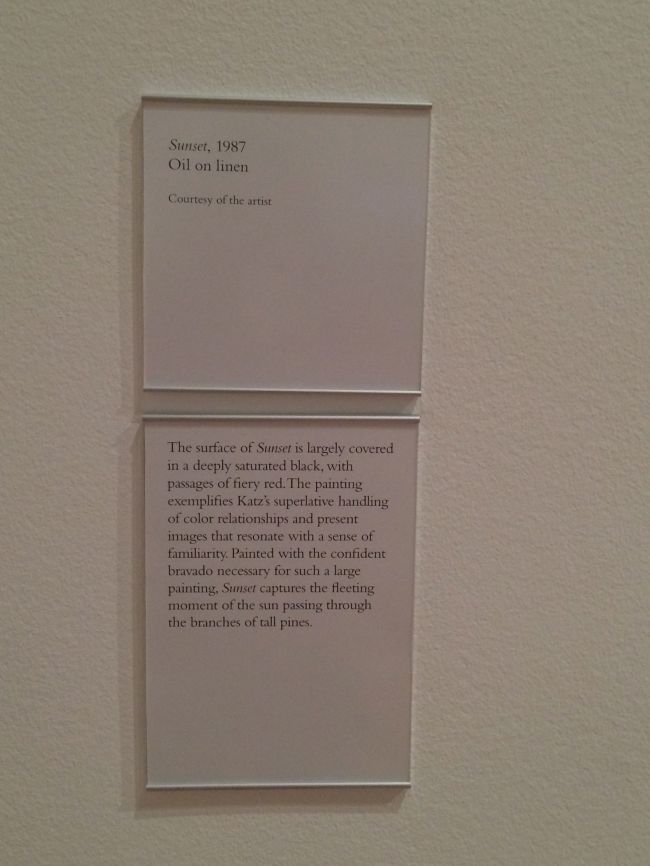 Sunset, 1987
Oil on linen
Courtesy of the artist
The surface of Sunset is largely covered
in a deeply saturated black, with
passages of fiery red. The painting
exemplifies Katz's superlative handling
of color relationships and present
images that resonate with a sense of
familiarity. Painted with the confident
bravado necessary for such a large
painting, Sunset captures the fleeting
moment of the sun passing through
the branches of tall pines.